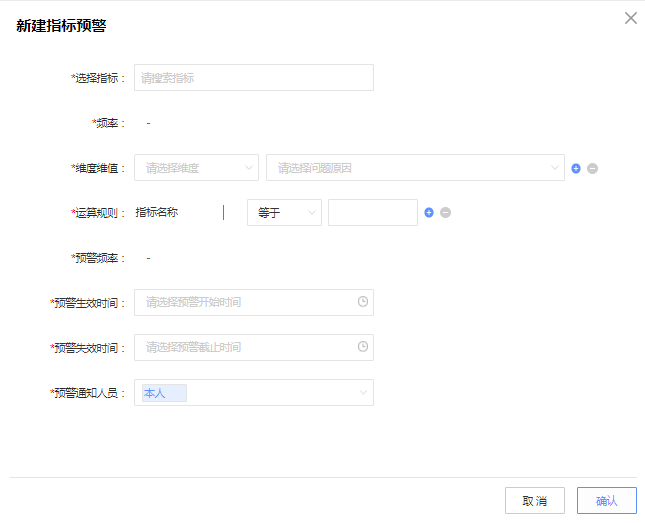 新建指标预警
*选择指标： 请搜索指标
*频率： -
*维度维值： 请选择维度 请选择问题原因
*运算规则： 指标名称 等于
*预警频率： -
*预警生效时间： 请选择预警开始时间
*预警失效时间： 请选择预警截止时间
*预警通知人员： 本人
取 消 确认